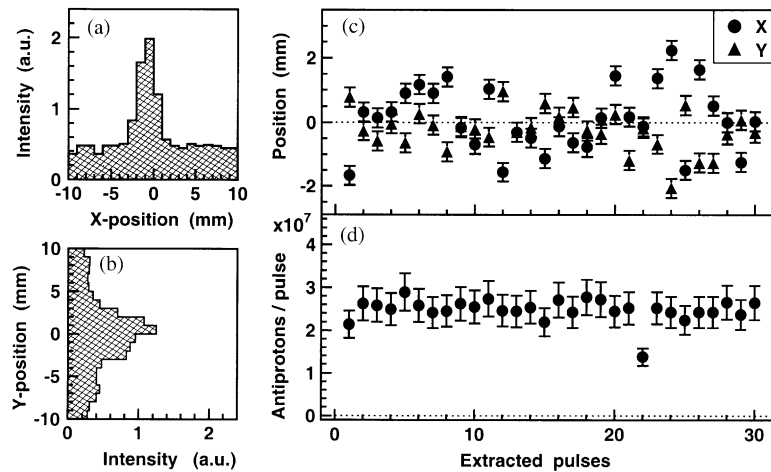 (a)
Intensity (a.u.)
2
1
0
-10 -5 0 5 10
X-position (mm)
(b)
Y-position (mm)
10
5
0
-5
-10
0 1 2
Intensity (a.u.)
(c)
X
Y
Position (mm)
2
0
-2
x10⁷
(d)
Antiprotons / pulse
4
3
2
1
0
0 10 20 30
Extracted pulses